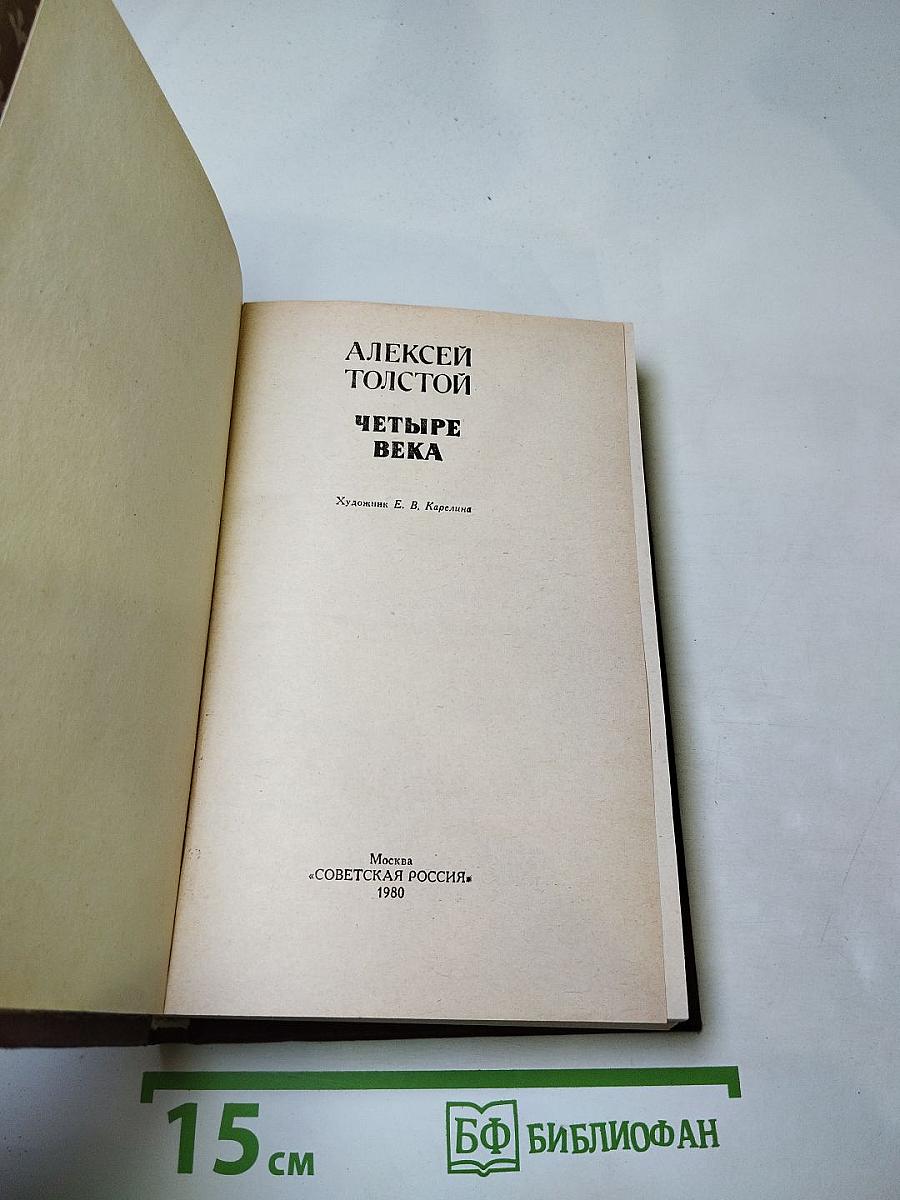 АЛЕКСЕЙ
ТОЛСТОЙ
ЧЕТЫРЕ
ВЕКА
Художник Е. В. Карелина
Москва
«СОВЕТСКАЯ РОССИЯ»
1980
15 см
БФ БИБЛИОФАН